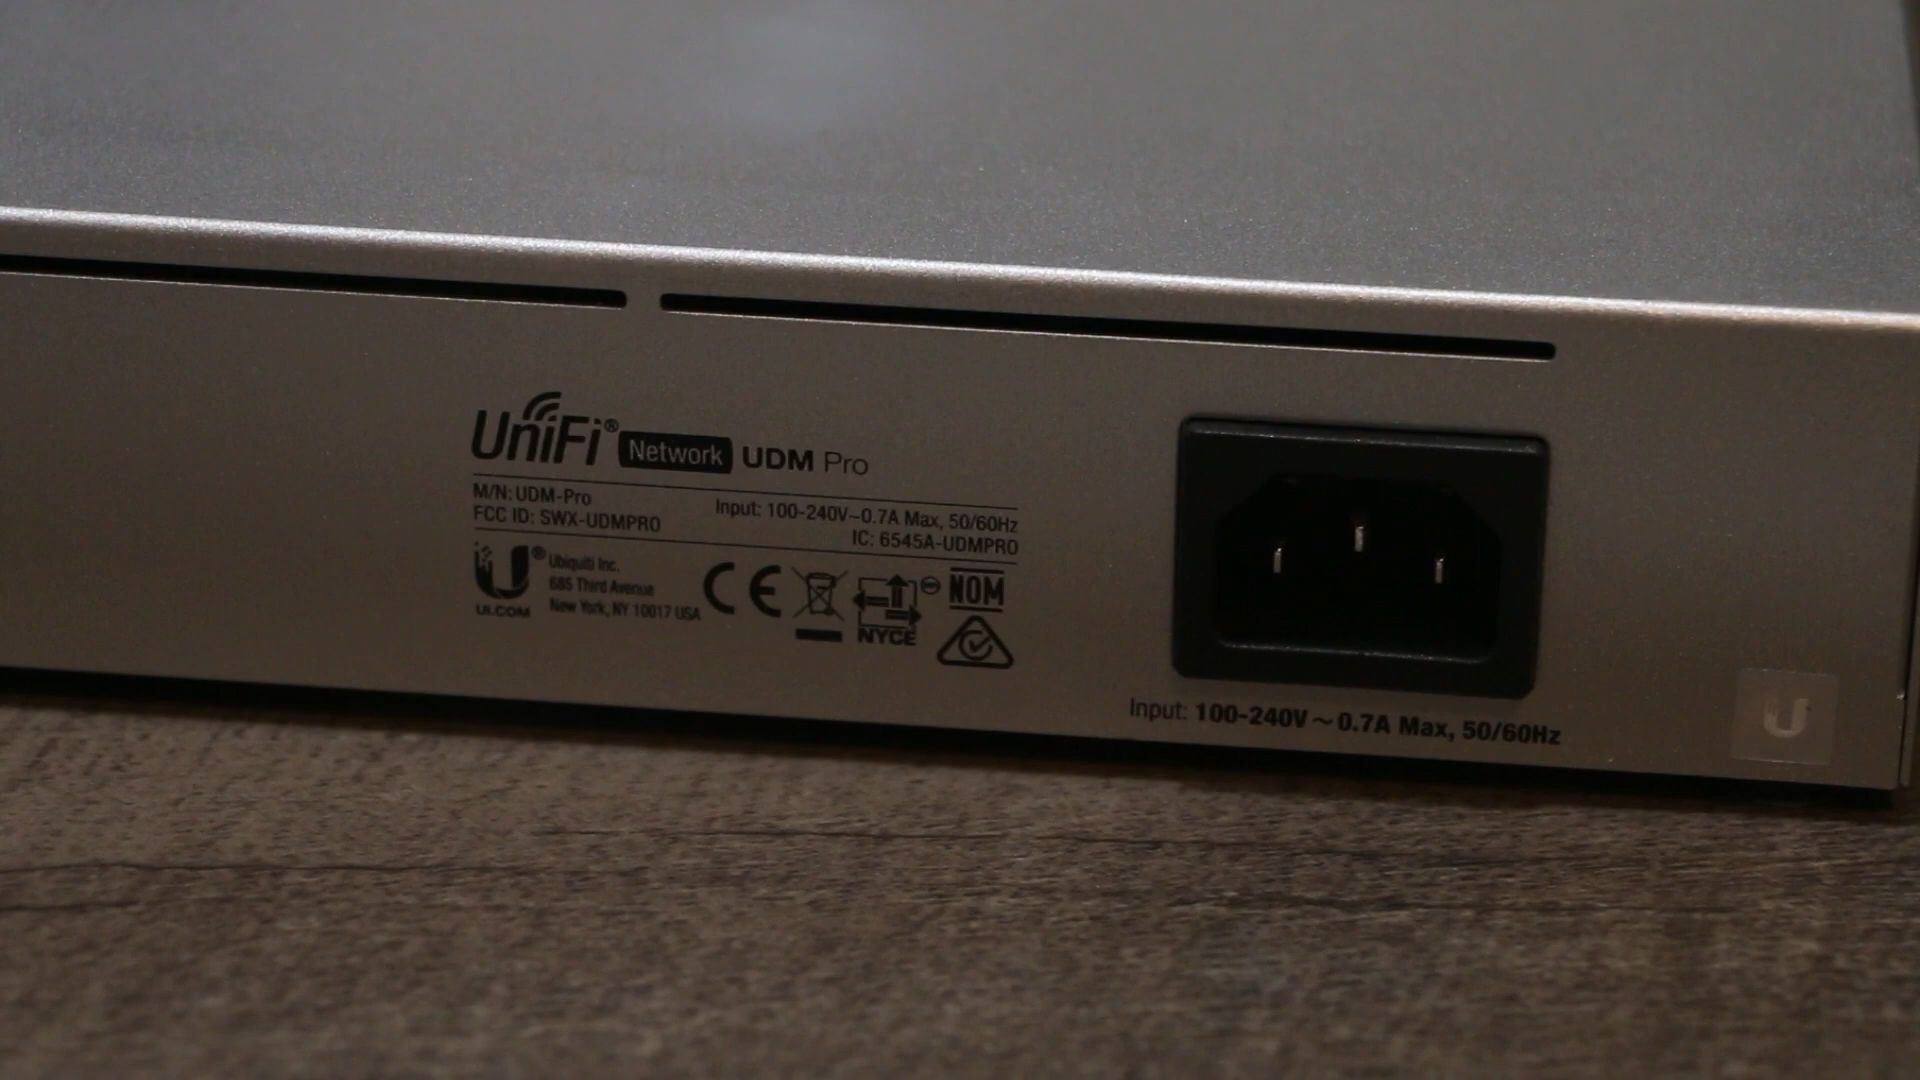 UniFi® Network UDM Pro
M/N: UDM-Pro
FCC ID: SWX-UDMPRO
Input: 100-240V~0.7A Max, 50/60Hz
IC: 6545A-UDMPRO
U®
UI.COM
Ubiquiti Inc.
685 Third Avenue
New York, NY 10017 USA
CE
NYCE
NOM
Input: 100-240V~0.7A Max, 50/60Hz
U